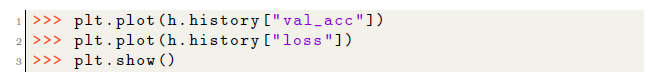 1 >>> plt.plot(h.history["val_acc"])
2 >>> plt.plot(h.history["loss"])
3 >>> plt.show()